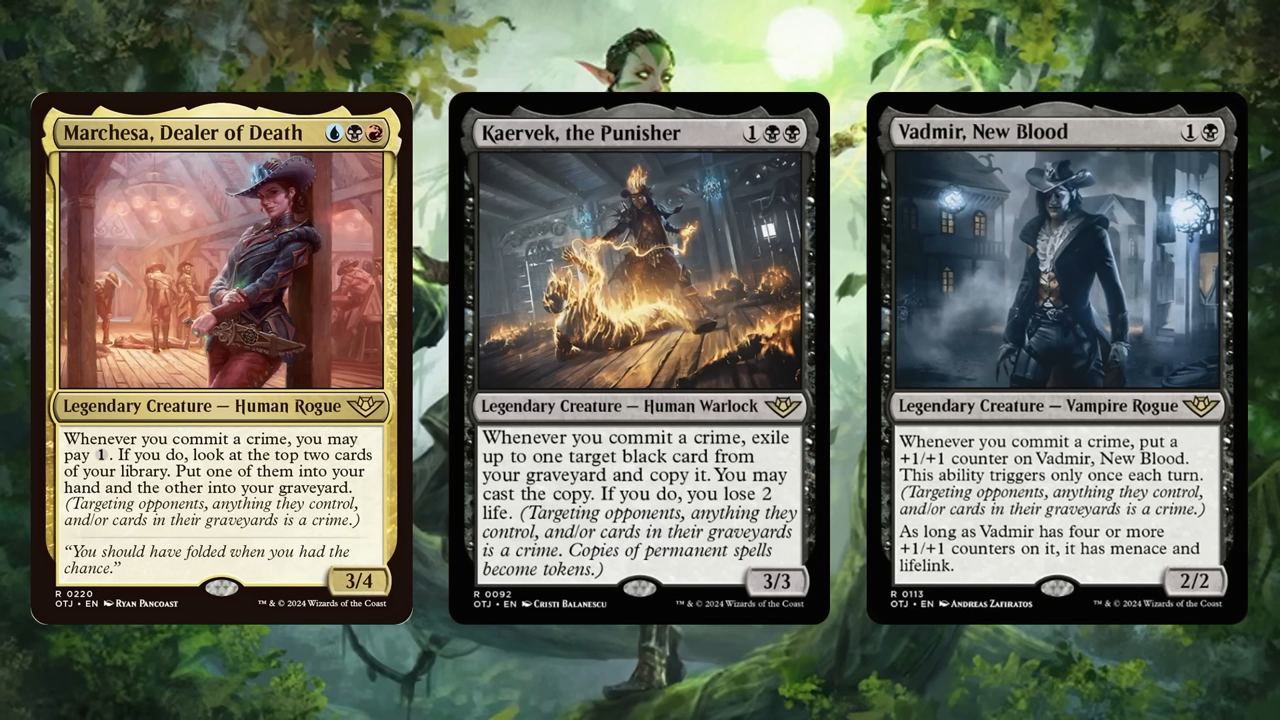 Marchesa, Dealer of Death
Legendary Creature — Human Rogue
Whenever you commit a crime, you may
pay 1. If you do, look at the top two cards
of your library. Put one of them into your
hand and the other into your graveyard.
(Targeting opponents, anything they control,
and/or cards in their graveyards is a crime.)
“You should have folded when you had the
chance.”
3/4
R 0220
OTJ • EN Ryan Pancoast
™ & © 2024 Wizards of the Coast
Kaervek, the Punisher 1
Legendary Creature — Human Warlock
Whenever you commit a crime, exile
up to one target black card from
your graveyard and copy it. You may
cast the copy. If you do, you lose 2
life. (Targeting opponents, anything they
control, and/or cards in their graveyards
is a crime. Copies of permanent spells
become tokens.)
3/3
R 0092
OTJ • EN Cristi Balanescu
™ & © 2024 Wizards of the Coast
Vadmir, New Blood 1
Legendary Creature — Vampire Rogue
Whenever you commit a crime, put a
+1/+1 counter on Vadmir, New Blood.
This ability triggers only once each turn.
(Targeting opponents, anything they control,
and/or cards in their graveyards is a crime.)
As long as Vadmir has four or more
+1/+1 counters on it, it has menace and
lifelink.
2/2
R 0113
OTJ • EN Andreas Zafiratos
™ & © 2024 Wizards of the Coast